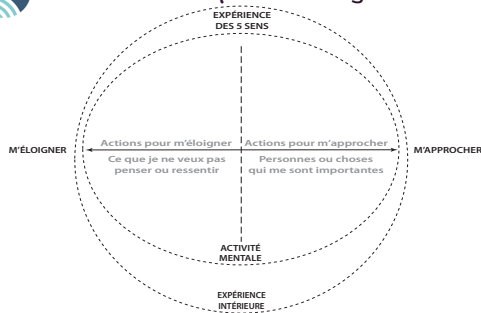 EXPÉRIENCE
DES 5 SENS
M'ÉLOIGNER
Actions pour m'éloigner
Actions pour m'approcher
M'APPROCHER
Ce que je ne veux pas
penser ou ressentir
Personnes ou choses
qui me sont importantes
ACTIVITÉ
MENTALE
EXPÉRIENCE
INTÉRIEURE